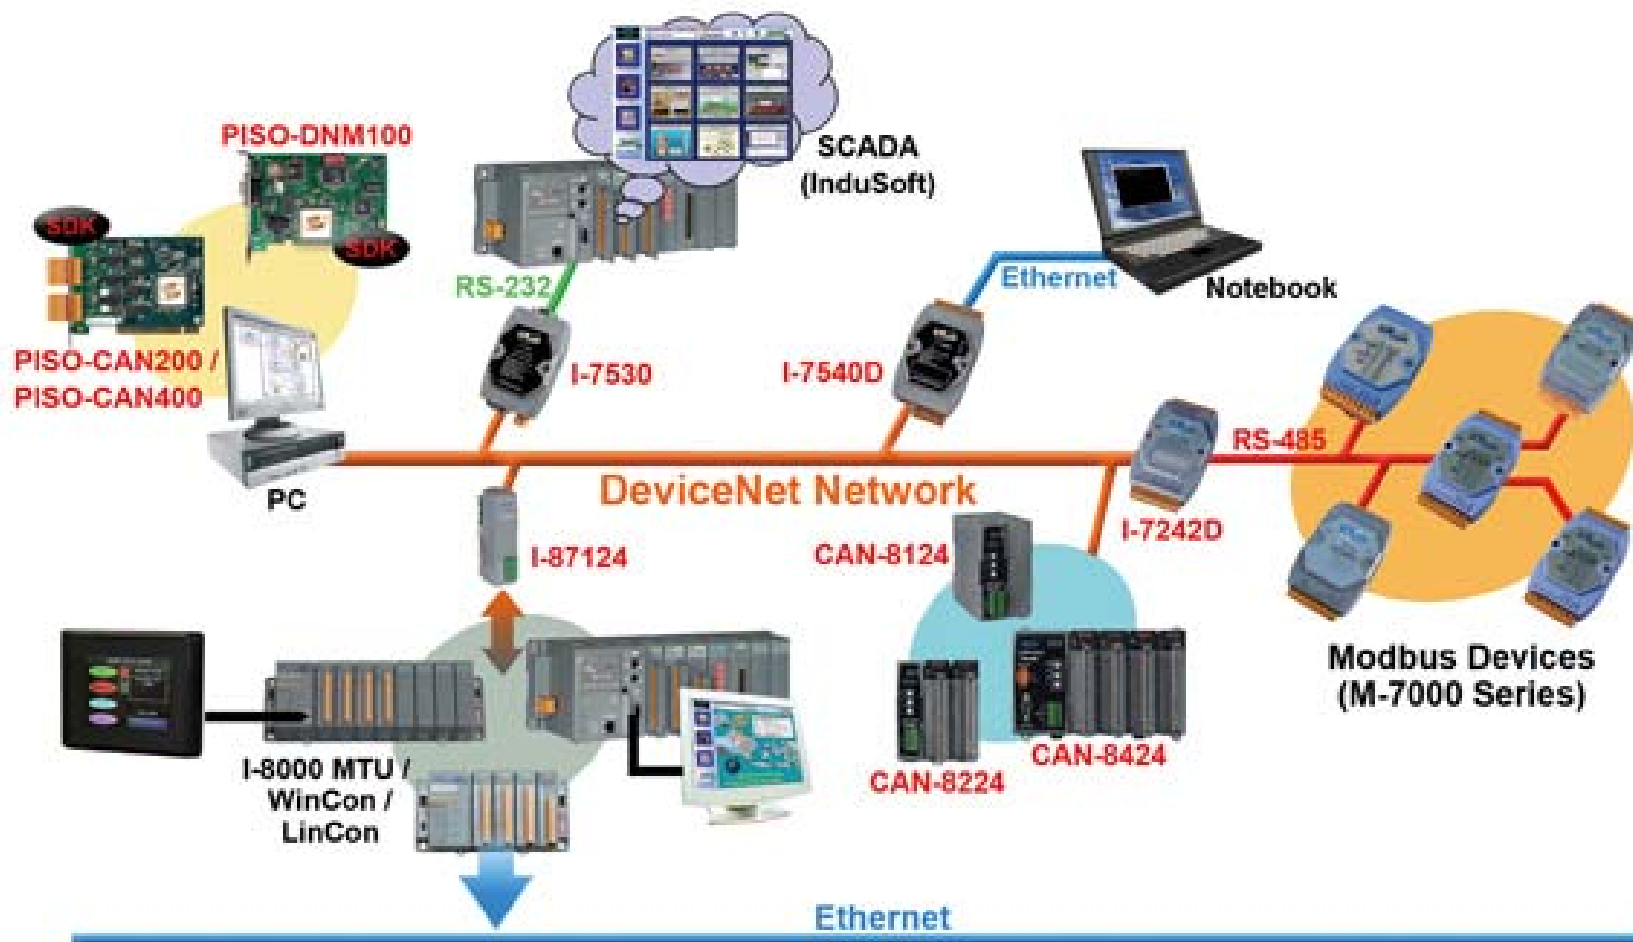 PISO-DNM100
SDK
SDK
PISO-CAN200 /
PISO-CAN400
PC
SCADA
(InduSoft)
RS-232
I-7530
Ethernet
Notebook
I-7540D
RS-485
DeviceNet Network
I-7242D
I-87124
CAN-8124
CAN-8224
CAN-8424
Modbus Devices
(M-7000 Series)
I-8000 MTU /
WinCon /
LinCon
Ethernet